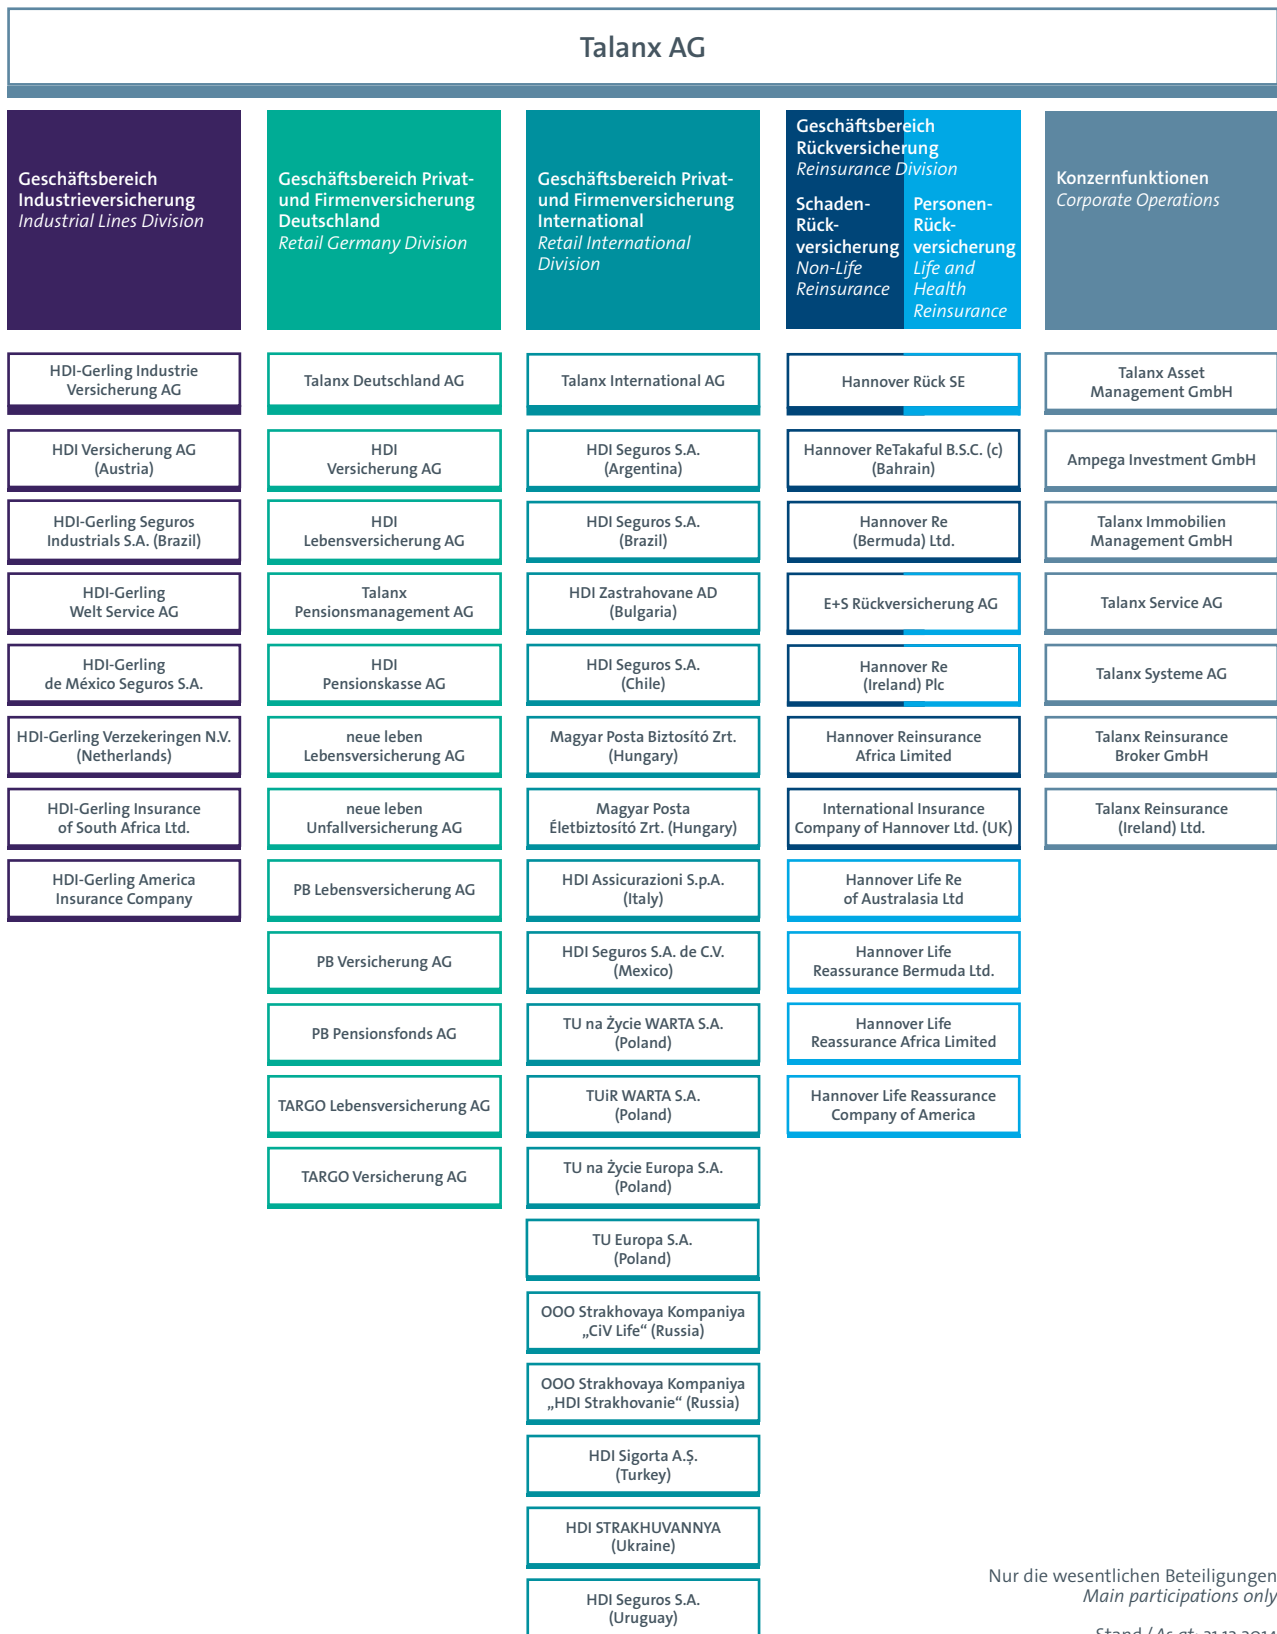 Talanx AG
Geschäftsbereich
Industrieversicherung
Industrial Lines Division
Geschäftsbereich Privat-
und Firmenversicherung
Deutschland
Retail Germany Division
Geschäftsbereich Privat-
und Firmenversicherung
International
Retail International
Division
Geschäftsbereich
Rückversicherung
Reinsurance Division
Schaden-
Rück-
versicherung
Non-Life
Reinsurance
Personen-
Rück-
versicherung
Life and
Health
Reinsurance
Konzernfunktionen
Corporate Operations
HDI-Gerling Industrie
Versicherung AG
HDI Versicherung AG
(Austria)
HDI-Gerling Seguros
Industrials S.A. (Brazil)
HDI-Gerling
Welt Service AG
HDI-Gerling
de México Seguros S.A.
HDI-Gerling Verzekeringen N.V.
(Netherlands)
HDI-Gerling Insurance
of South Africa Ltd.
HDI-Gerling America
Insurance Company
Talanx Deutschland AG
HDI
Versicherung AG
HDI
Lebensversicherung AG
Talanx
Pensionsmanagement AG
HDI
Pensionskasse AG
neue leben
Lebensversicherung AG
neue leben
Unfallversicherung AG
PB Lebensversicherung AG
PB Versicherung AG
PB Pensionsfonds AG
TARGO Lebensversicherung AG
TARGO Versicherung AG
Talanx International AG
HDI Seguros S.A.
(Argentina)
HDI Seguros S.A.
(Brazil)
HDI Zastrahovane AD
(Bulgaria)
HDI Seguros S.A.
(Chile)
Magyar Posta Biztosító Zrt.
(Hungary)
Magyar Posta
Életbiztosító Zrt. (Hungary)
HDI Assicurazioni S.p.A.
(Italy)
HDI Seguros S.A. de C.V.
(Mexico)
TU na Życie WARTA S.A.
(Poland)
TUiR WARTA S.A.
(Poland)
TU na Życie Europa S.A.
(Poland)
TU Europa S.A.
(Poland)
OOO Strakhovaya Kompaniya
„CiV Life“ (Russia)
OOO Strakhovaya Kompaniya
„HDI Strakhovanie“ (Russia)
HDI Sigorta A.Ş.
(Turkey)
HDI STRAKHUVANNYA
(Ukraine)
HDI Seguros S.A.
(Uruguay)
Hannover Rück SE
Hannover ReTakaful B.S.C. (c)
(Bahrain)
Hannover Re
(Bermuda) Ltd.
E+S Rückversicherung AG
Hannover Re
(Ireland) Plc
Hannover Reinsurance
Africa Limited
International Insurance
Company of Hannover Ltd. (UK)
Hannover Life Re
of Australasia Ltd
Hannover Life
Reassurance Bermuda Ltd.
Hannover Life
Reassurance Africa Limited
Hannover Life Reassurance
Company of America
Talanx Asset
Management GmbH
Ampega Investment GmbH
Talanx Immobilien
Management GmbH
Talanx Service AG
Talanx Systeme AG
Talanx Reinsurance
Broker GmbH
Talanx Reinsurance
(Ireland) Ltd.
Nur die wesentlichen Beteiligungen
Main participations only
Stand / As at: 31.12.2014